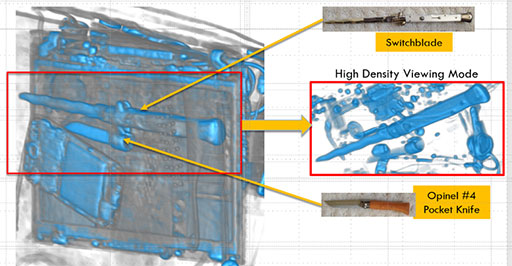 Switchblade
High Density Viewing Mode
Opinel #4
Pocket Knife